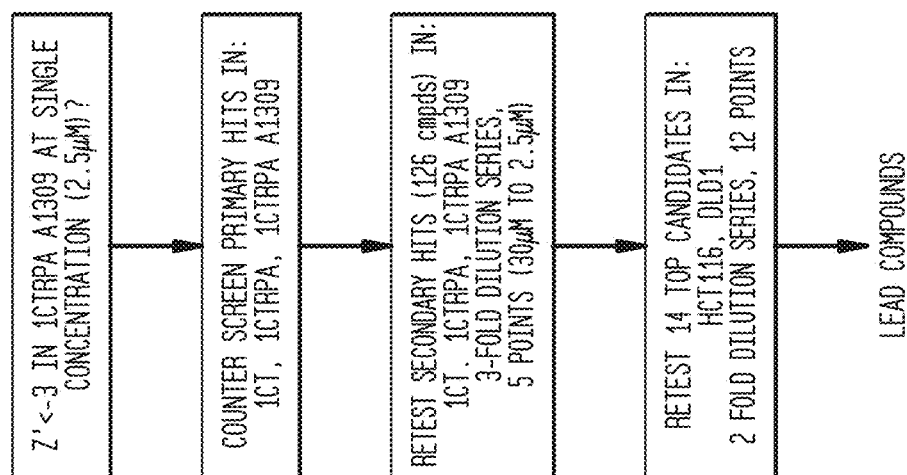 Z'<-3 IN 1CTRPA A1309 AT SINGLE
CONCENTRATION (2.5µM)?
COUNTER SCREEN PRIMARY HITS IN:
1CT, 1CTRPA, 1CTRPA A1309
RETEST SECONDARY HITS (126 cmpds) IN:
1CT. 1CTRPA, 1CTRPA A1309
3-FOLD DILUTION SERIES,
5 POINTS (30µM TO 2.5µM)
RETEST 14 TOP CANDIDATES IN:
HCT116, DLD1
2 FOLD DILUTION SERIES, 12 POINTS
LEAD COMPOUNDS